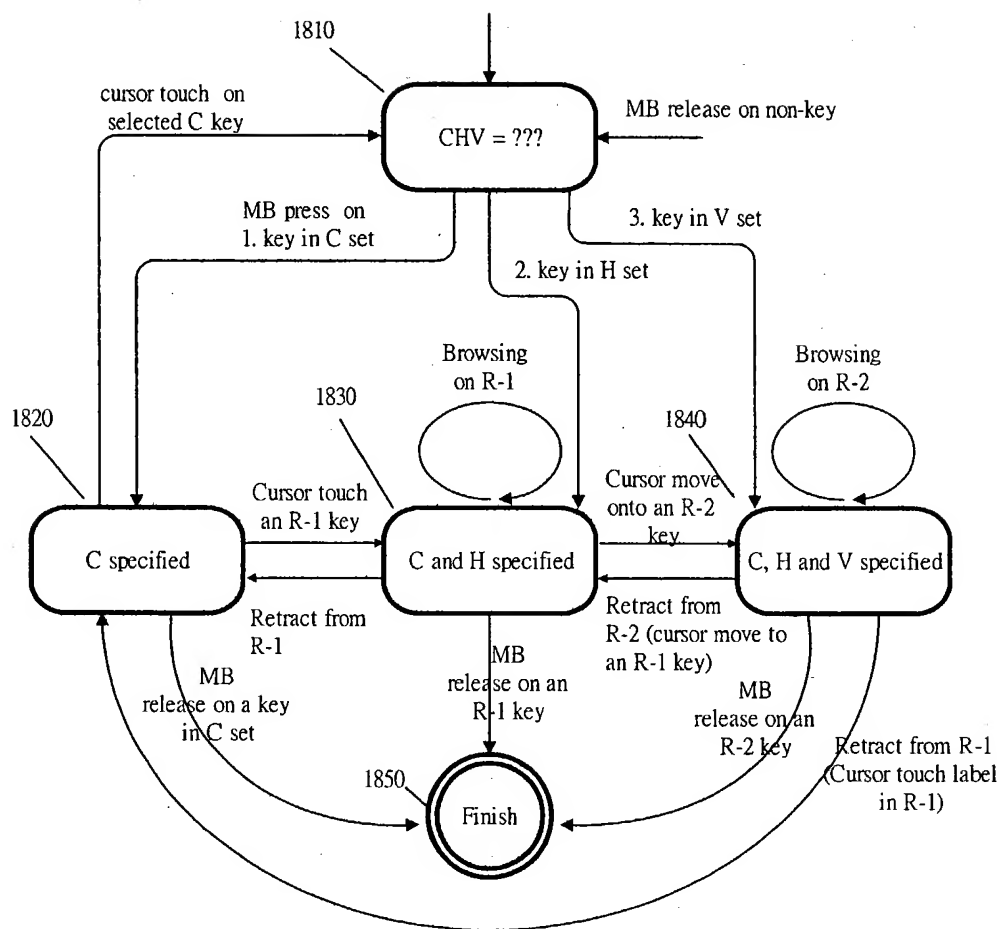 1810
cursor touch on
selected C key
MB release on non-key
CHV = ???
MB press on
1. key in C set
3. key in V set
2. key in H set
Browsing
on R-1
Browsing
on R-2
1820
1830
1840
Cursor touch
an R-1 key
Cursor move
onto an R-2
key
C specified
C and H specified
C, H and V specified
Retract from
R-1
Retract from
R-2 (cursor move to
an R-1 key)
MB
release on a key
in C set
MB
release on an
R-1 key
MB
release on an
R-2 key
Retract from R-1
(Cursor touch label
in R-1)
1850
Finish